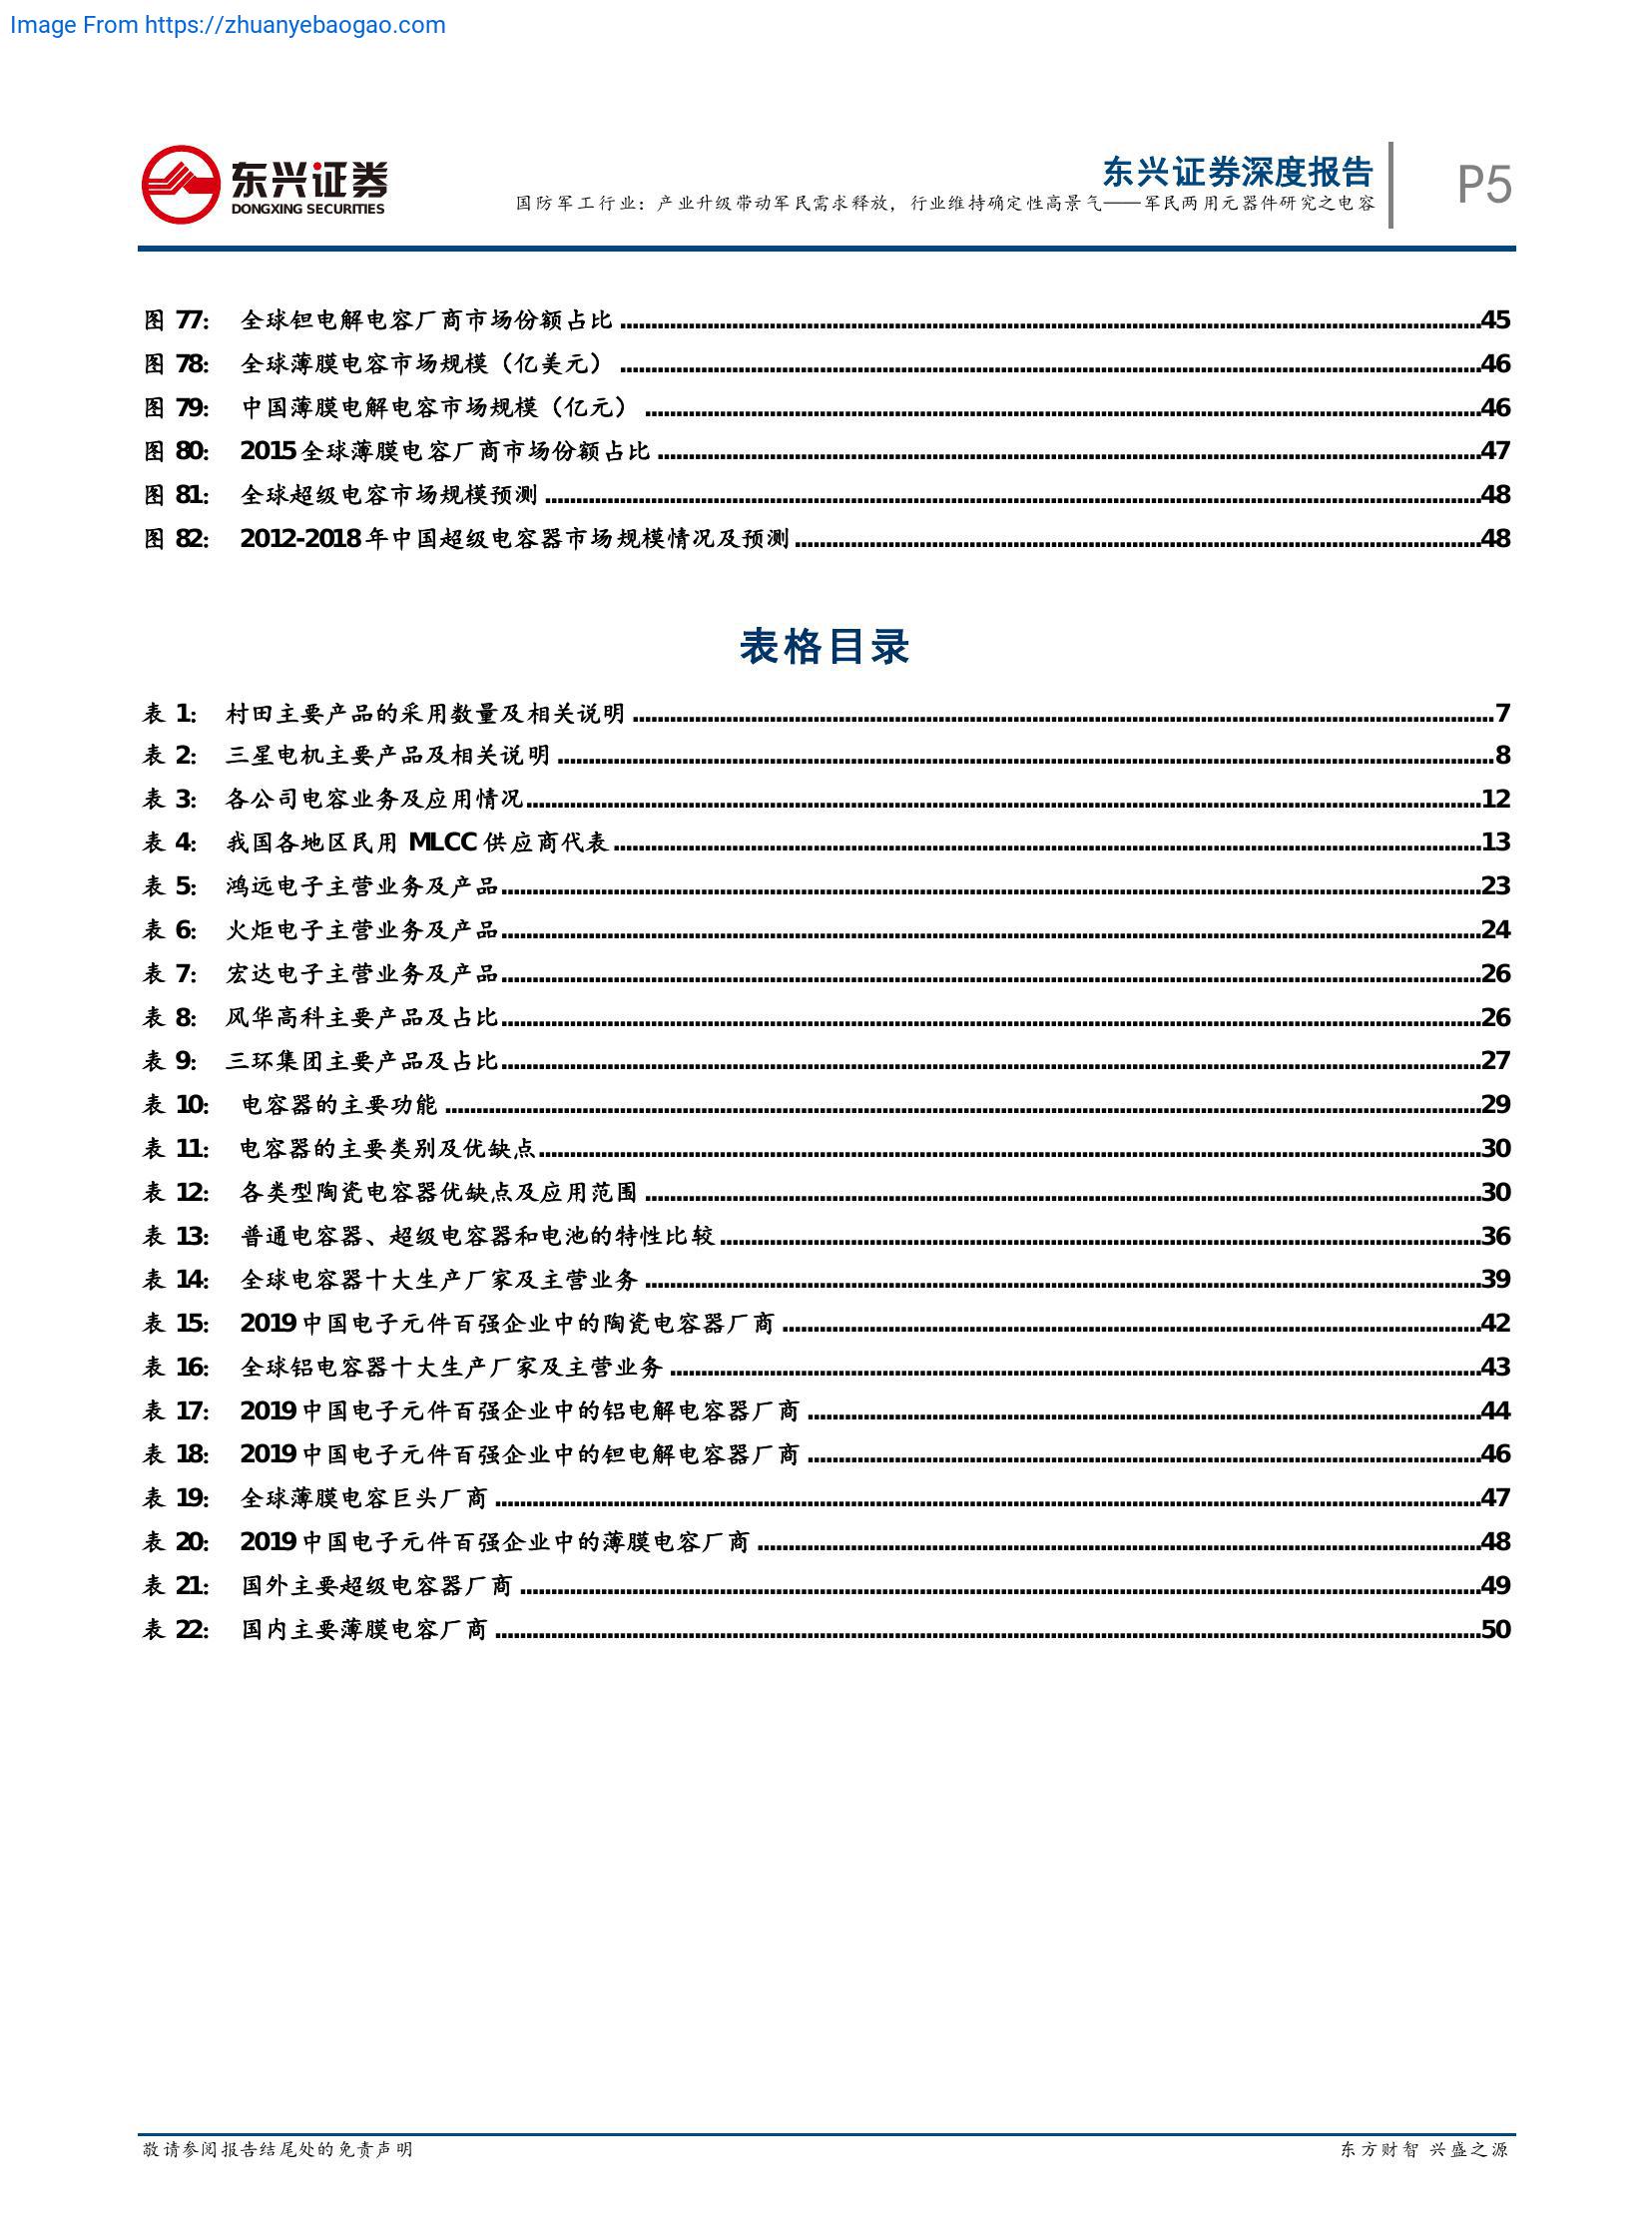 Image From https://zhuanyebaogao.com
东兴证券
DONGXING SECURITIES
东兴证券深度报告
国防军工行业：产业升级带动军民需求释放，行业维持确定性高景气——军民两用元器件研究之电容
P5
图 77: 全球钽电解电容厂商市场份额占比 45
图 78: 全球薄膜电容市场规模（亿美元） 46
图 79: 中国薄膜电解电容市场规模（亿元） 46
图 80: 2015 全球薄膜电容厂商市场份额占比 47
图 81: 全球超级电容市场规模预测 48
图 82: 2012-2018 年中国超级电容器市场规模情况及预测 48
表格目录
表 1: 村田主要产品的采用数量及相关说明 7
表 2: 三星电机主要产品及相关说明 8
表 3: 各公司电容业务及应用情况 12
表 4: 我国各地区民用 MLCC 供应商代表 13
表 5: 鸿远电子主营业务及产品 23
表 6: 火炬电子主营业务及产品 24
表 7: 宏达电子主营业务及产品 26
表 8: 风华高科主要产品及占比 26
表 9: 三环集团主要产品及占比 27
表 10: 电容器的主要功能 29
表 11: 电容器的主要类别及优缺点 30
表 12: 各类型陶瓷电容器优缺点及应用范围 30
表 13: 普通电容器、超级电容器和电池的特性比较 36
表 14: 全球电容器十大生产厂家及主营业务 39
表 15: 2019 中国电子元件百强企业中的陶瓷电容器厂商 42
表 16: 全球铝电容器十大生产厂家及主营业务 43
表 17: 2019 中国电子元件百强企业中的铝电解电容器厂商 44
表 18: 2019 中国电子元件百强企业中的钽电解电容器厂商 46
表 19: 全球薄膜电容巨头厂商 47
表 20: 2019 中国电子元件百强企业中的薄膜电容厂商 48
表 21: 国外主要超级电容器厂商 49
表 22: 国内主要薄膜电容厂商 50
敬请参阅报告结尾处的免责声明
东方财智 兴盛之源